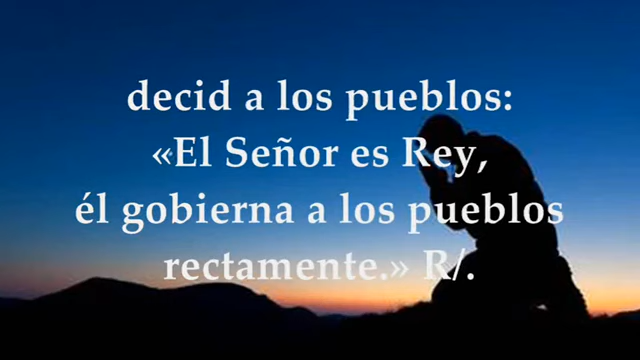 decid a los pueblos:
«El Señor es Rey,
él gobierna a los pueblos
rectamente.» R/.